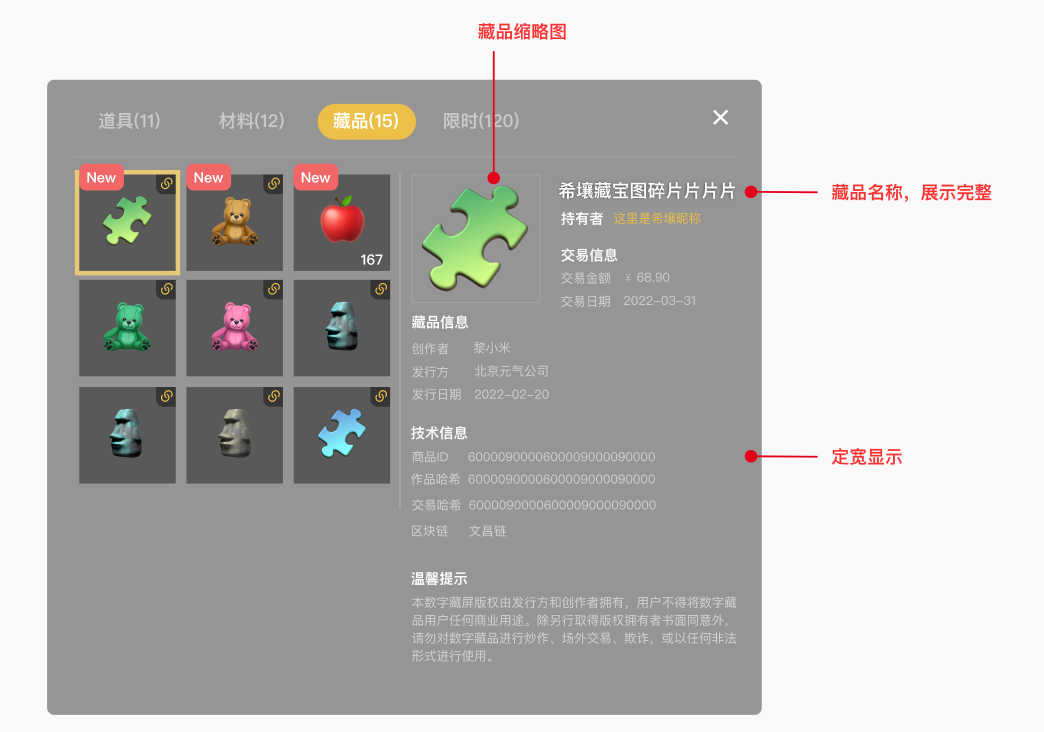 藏品缩略图
道具(11)
材料(12)
藏品(15)
限时(120)
New
New
New
167
希壤藏宝图碎片片片片
藏品名称，展示完整
持有者 这里是希壤昵称
交易信息
交易金额 ¥ 68.90
交易日期 2022-03-31
藏品信息
创作者 黎小米
发行方 北京元气公司
发行日期 2022-02-20
技术信息
商品ID 6000090000600009000090000
定宽显示
作品哈希 6000090000600009000090000
交易哈希 6000090000600009000090000
区块链 文昌链
温馨提示
本数字藏屏版权由发行方和创作者拥有，用户不得将数字藏
品用户任何商业用途。除另行取得版权拥有者书面同意外，
请勿对数字藏品进行炒作、场外交易、欺诈，或以任何非法
形式进行使用。